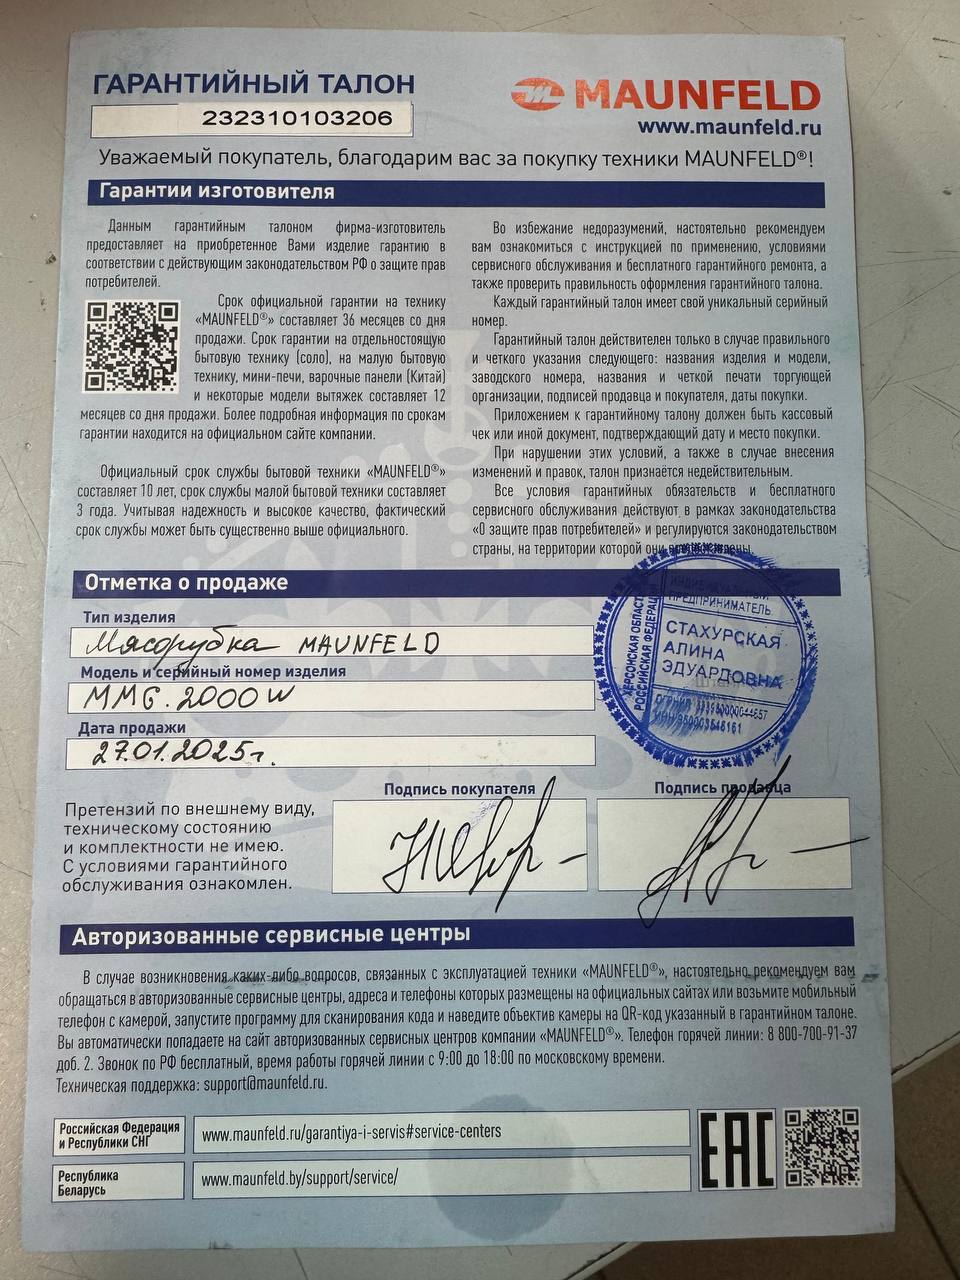 ГАРАНТИЙНЫЙ ТАЛОН
232310103206
MAUNFELD
www.maunfeld.ru
Уважаемый покупатель, благодарим вас за покупку техники MAUNFELD®!
Гарантии изготовителя
Данным гарантийным талоном фирма-изготовитель
предоставляет на приобретенное Вами изделие гарантию в
соответствии с действующим законодательством РФ о защите прав
потребителей.
Срок официальной гарантии на технику
«MAUNFELD®» составляет 36 месяцев со дня
продажи. Срок гарантии на отдельностоящую
бытовую технику (соло), на малую бытовую
технику, мини-печи, варочные панели (Китай)
и некоторые модели вытяжек составляет 12
месяцев со дня продажи. Более подробная информация по срокам
гарантии находится на официальном сайте компании.
Официальный срок службы бытовой техники «MAUNFELD®»
составляет 10 лет, срок службы малой бытовой техники составляет
3 года. Учитывая надежность и высокое качество, фактический
срок службы может быть существенно выше официального.
Во избежание недоразумений, настоятельно рекомендуем
вам ознакомиться с инструкцией по применению, условиями
сервисного обслуживания и бесплатного гарантийного ремонта, а
также проверить правильность оформления гарантийного талона.
Каждый гарантийный талон имеет свой уникальный серийный
номер.
Гарантийный талон действителен только в случае правильного
и четкого указания следующего: названия изделия и модели,
заводского номера, названия и четкой печати торгующей
организации, подписей продавца и покупателя, даты покупки.
Приложением к гарантийному талону должен быть кассовый
чек или иной документ, подтверждающий дату и место покупки.
При нарушении этих условий, а также в случае внесения
изменений и правок, талон признаётся недействительным.
Все условия гарантийных обязательств и бесплатного
сервисного обслуживания действуют в рамках законодательства
«О защите прав потребителей» и регулируются законодательством
страны, на территории которой они
Отметка о продаже
Тип изделия
Мясорубка MAUNFELD
Модель и серийный номер изделия
MMG.2000W
Дата продажи
27.01.2025г.
ИНДИВИДУАЛЬНЫЙ
ПРЕДПРИНИМАТЕЛЬ
СТАХУРСКАЯ
АЛИНА
ЭДУАРДОВНА
ХЕРСОНСКАЯ ОБЛАСТЬ
РОССИЙСКАЯ ФЕДЕРАЦИЯ
Претензий по внешнему виду,
техническому состоянию
и комплектности не имею.
С условиями гарантийного
обслуживания ознакомлен.
Подпись покупателя
Подпись продавца
Авторизованные сервисные центры
В случае возникновения каких-либо вопросов, связанных с эксплуатацией техники «MAUNFELD®», настоятельно рекомендуем вам
обращаться в авторизованные сервисные центры, адреса и телефоны которых размещены на официальных сайтах или возьмите мобильный
телефон с камерой, запустите программу для сканирования кода и наведите объектив камеры на QR-код указанный в гарантийном талоне.
Вы автоматически попадаете на сайт авторизованных сервисных центров компании «MAUNFELD®». Телефон горячей линии: 8 800-700-91-37
доб. 2. Звонок по РФ бесплатный, время работы горячей линии с 9:00 до 18:00 по московскому времени.
Техническая поддержка: support@maunfeld.ru.
Российская Федерация
и Республики СНГ
www.maunfeld.ru/garantiya-i-servis#service-centers
Республика
Беларусь
www.maunfeld.by/support/service/
EAC